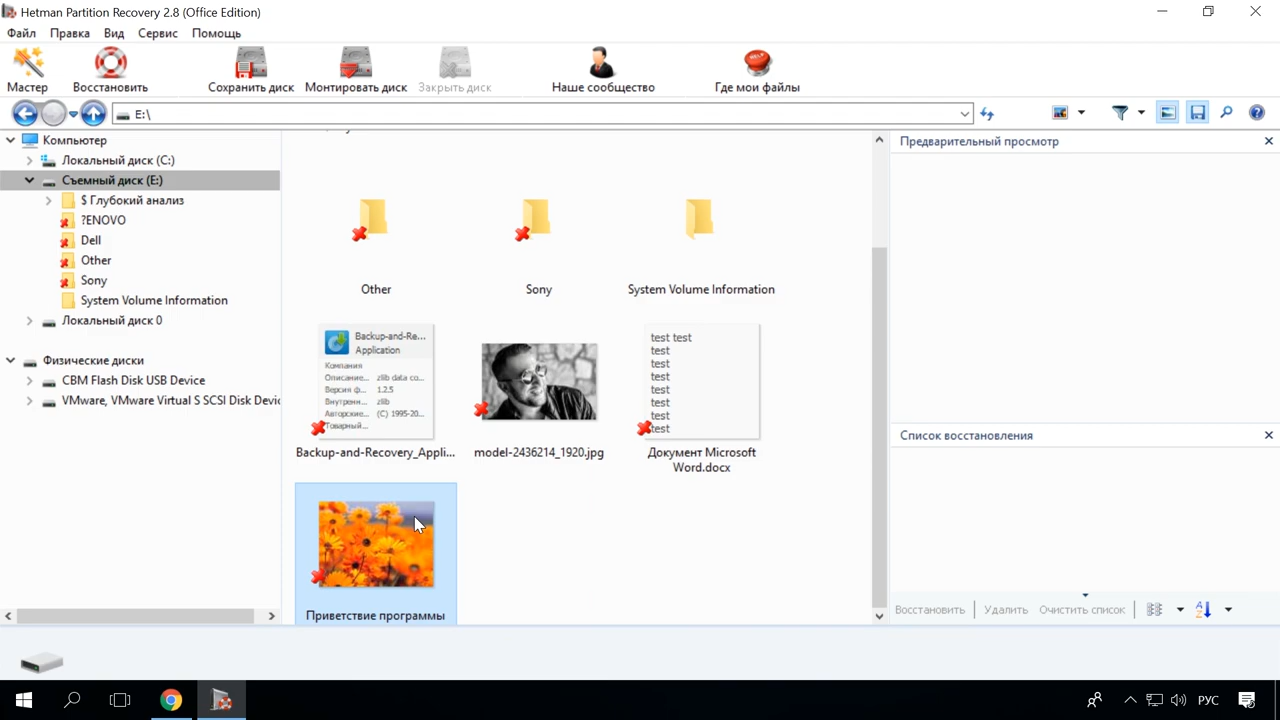 Hetman Partition Recovery 2.8 (Office Edition)
Файл Правка Вид Сервис Помощь
Мастер Восстановить Сохранить диск Монтировать диск Закрыть диск Наше сообщество Где мои файлы
HELP
E:\
Компьютер
Локальный диск (C:)
Съемный диск (E:)
$ Глубокий анализ
?ENOVO
Dell
Other
Sony
System Volume Information
Локальный диск 0
Физические диски
CBM Flash Disk USB Device
VMware, VMware Virtual S SCSI Disk Devic
Other Sony System Volume Information
Backup-and-Re...
Application
Компания
Описание... zlib data co...
Версия ф... 1.2.5
Внутренн... zlib
Авторские... (C) 1995-20...
Товарный...
test test
test
test
test
test
test
test
test
Backup-and-Recovery_Appli... model-2436214_1920.jpg Документ Microsoft
Word.docx
Приветствие программы
Предварительный просмотр
Список восстановления
Восстановить Удалить Очистить список
РУС